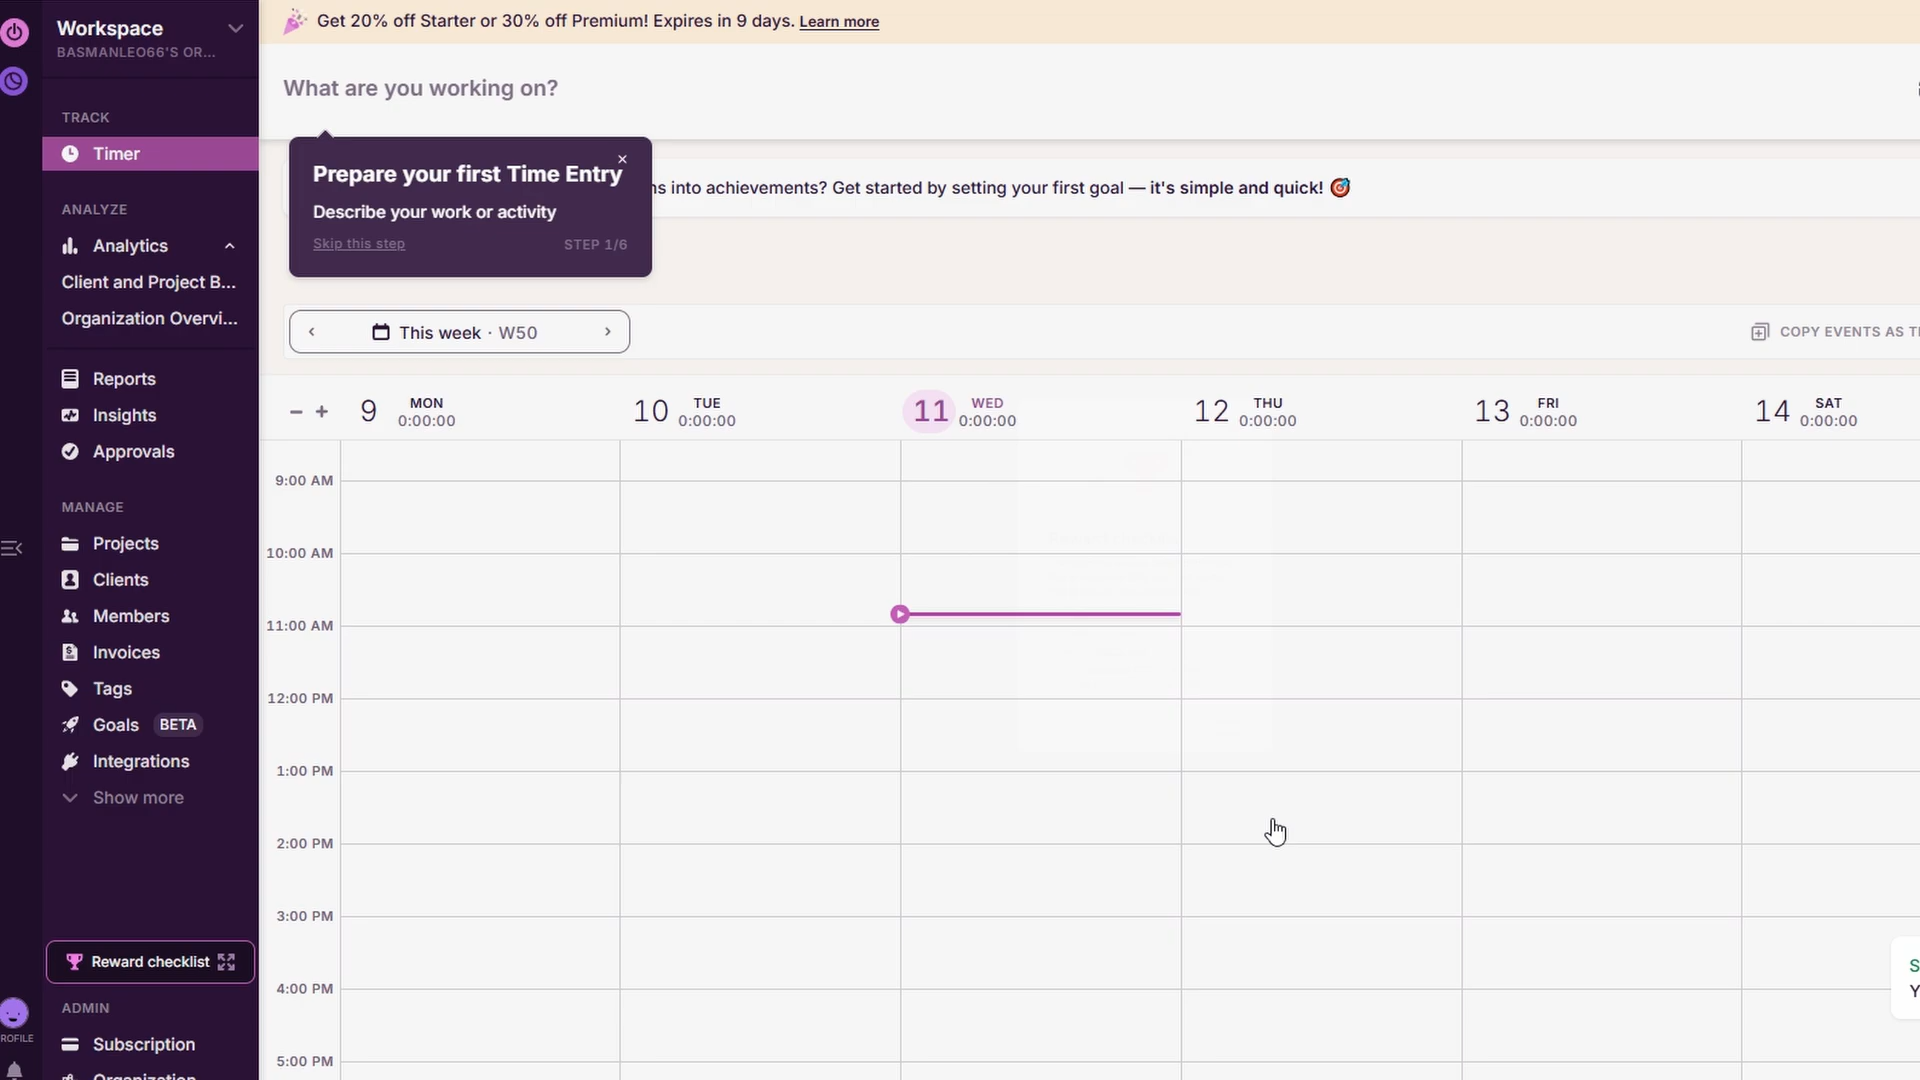 Workspace
BASMANLEO66'S OR...
TRACK
Timer
ANALYZE
Analytics
Client and Project B...
Organization Overvi...
Reports
Insights
Approvals
MANAGE
Projects
Clients
Members
Invoices
Tags
Goals BETA
Integrations
Show more
Reward checklist
ADMIN
Subscription
Organization
ROFILE
Get 20% off Starter or 30% off Premium! Expires in 9 days. Learn more
What are you working on?
Prepare your first Time Entry
Describe your work or activity
Skip this step STEP 1/6
ns into achievements? Get started by setting your first goal — it's simple and quick!
This week · W50
COPY EVENTS AS
9 MON 0:00:00
10 TUE 0:00:00
11 WED 0:00:00
12 THU 0:00:00
13 FRI 0:00:00
14 SAT 0:00:00
9:00 AM
10:00 AM
11:00 AM
12:00 PM
1:00 PM
2:00 PM
3:00 PM
4:00 PM
5:00 PM
S
Y